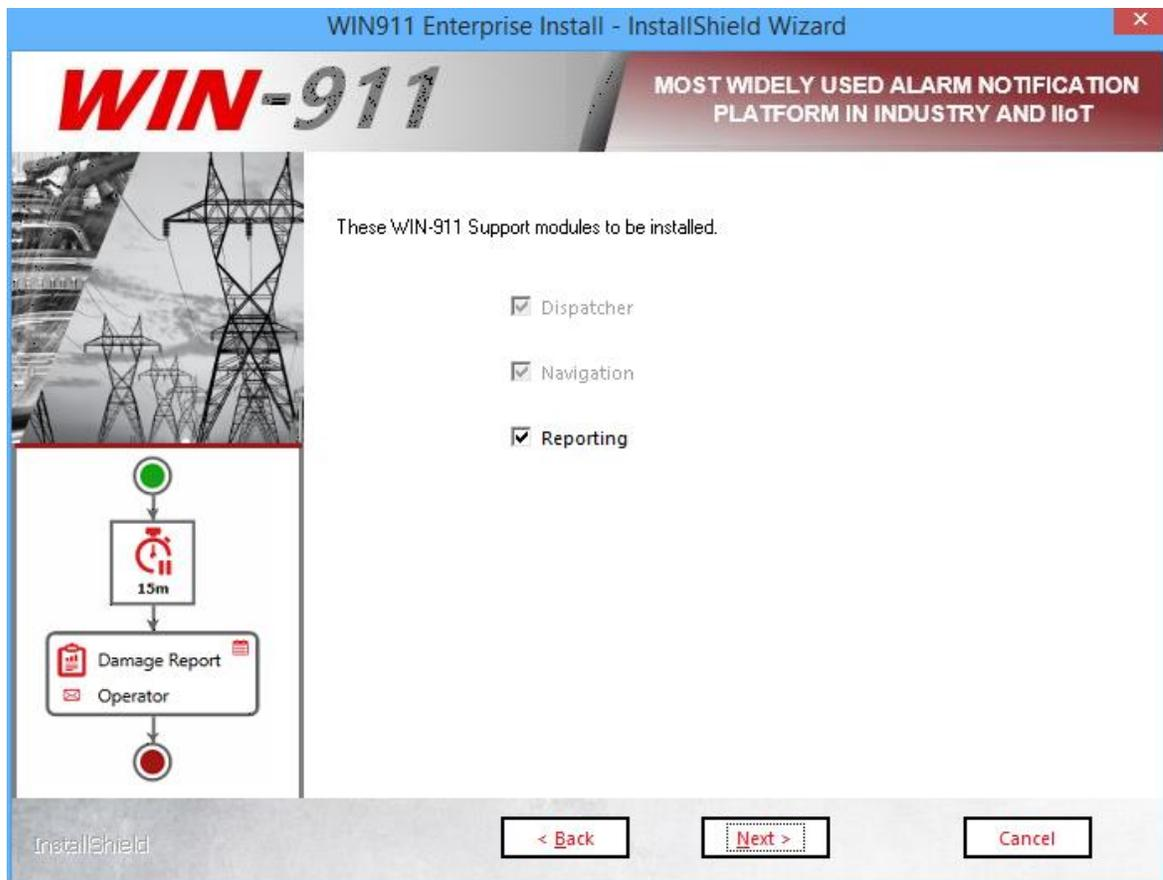 WIN911 Enterprise Install - InstallShield Wizard
WIN-911
MOST WIDELY USED ALARM NOTIFICATION
PLATFORM IN INDUSTRY AND IIoT
These WIN-911 Support modules to be installed.
Dispatcher
Navigation
Reporting
15m
Damage Report
Operator
InstallShield
< Back
Next >
Cancel